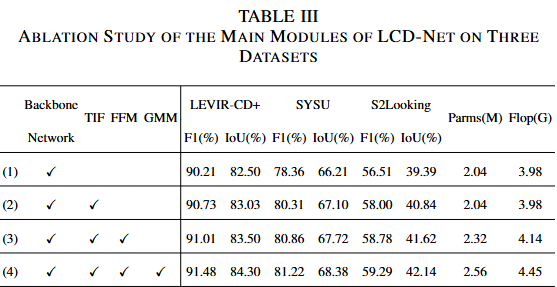 TABLE III
ABLATION STUDY OF THE MAIN MODULES OF LCD-NET ON THREE
DATASETS
Backbone Network TIF FFM GMM LEVIR-CD+ SYSU S2Looking Parms(M) Flop(G)
F1(%) IoU(%) F1(%) IoU(%) F1(%) IoU(%)
(1) ✓ 90.21 82.50 78.36 66.21 56.51 39.39 2.04 3.98
(2) ✓ ✓ 90.73 83.03 80.31 67.10 58.00 40.84 2.04 3.98
(3) ✓ ✓ ✓ 91.01 83.50 80.86 67.72 58.78 41.62 2.32 4.14
(4) ✓ ✓ ✓ ✓ 91.48 84.30 81.22 68.38 59.29 42.14 2.56 4.45